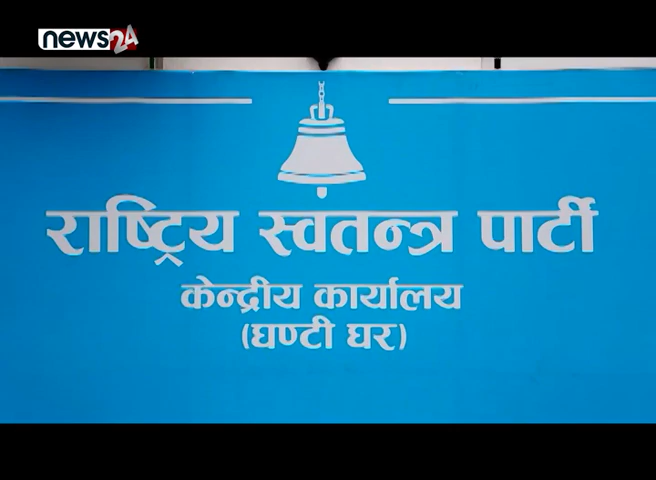 news24
राष्ट्रिय स्वतन्त्र पार्टी
केन्द्रीय कार्यालय
(घण्टी घर)